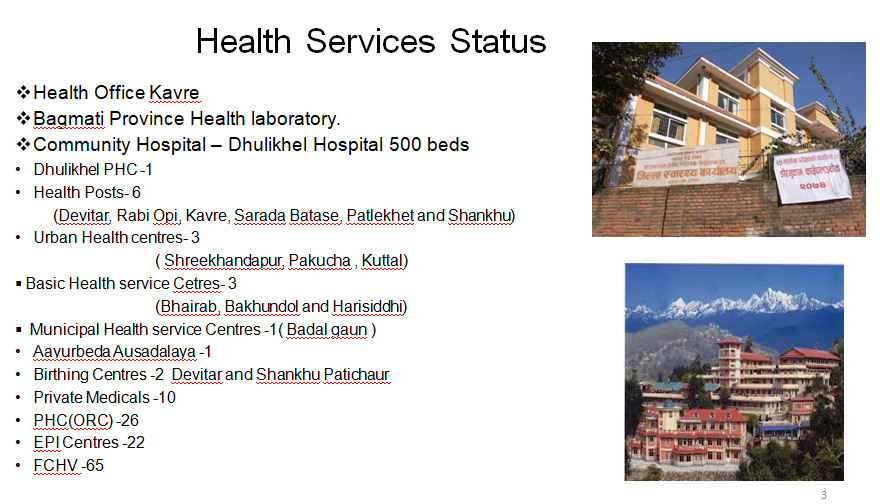 Health Services Status
❖Health Office Kavre
❖Bagmati Province Health laboratory.
❖Community Hospital – Dhulikhel Hospital 500 beds
• Dhulikhel PHC -1
• Health Posts- 6
(Devitar, Rabi Opi, Kavre, Sarada Batase, Patlekhet and Shankhu)
• Urban Health centres- 3
( Shreekhandapur, Pakucha , Kuttal)
▪ Basic Health service Cetres- 3
(Bhairab, Bakhundol and Harisiddhi)
▪ Municipal Health service Centres -1( Badal gaun )
• Aayurbeda Ausadalaya -1
• Birthing Centres -2 Devitar and Shankhu Patichaur
• Private Medicals -10
• PHC(ORC) -26
• EPI Centres -22
• FCHV -65
जिल्ला स्वास्थ्य कार्यालय
२०७४
3